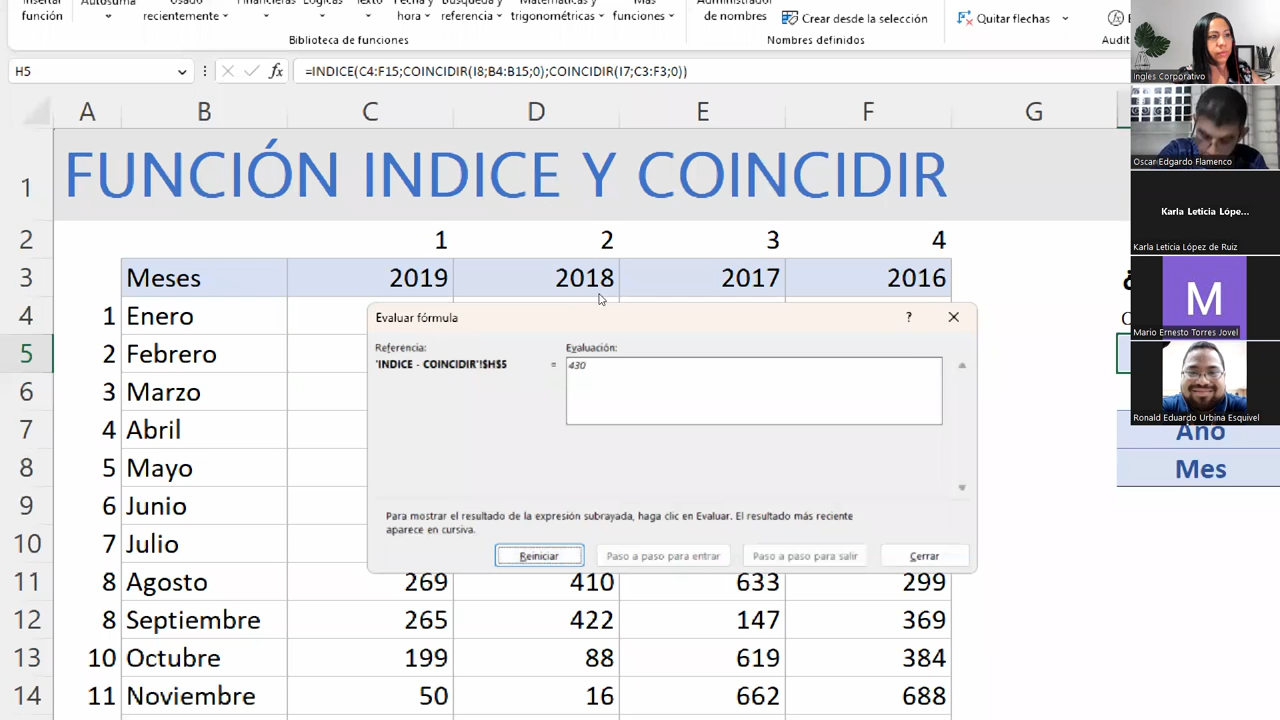 Insertar función
Autosuma
Usado recientemente
Financieras
Lógicas
Texto
Fecha y hora
Búsqueda y referencia
Matemáticas y trigonométricas
Más funciones
Biblioteca de funciones
Administrador de nombres
Crear desde la selección
Nombres definidos
Quitar flechas
Audit
H5
fx
=INDICE(C4:F15;COINCIDIR(I8;B4:B15;0);COINCIDIR(I7;C3:F3;0))
A B C D E F G
1 FUNCIÓN INDICE Y COINCIDIR
2 1 2 3 4
3 Meses 2019 2018 2017 2016
4 1 Enero
5 2 Febrero
6 3 Marzo
7 4 Abril
8 5 Mayo
9 6 Junio
10 7 Julio
11 8 Agosto 269 410 633 299
12 8 Septiembre 265 422 147 369
13 10 Octubre 199 88 619 384
14 11 Noviembre 50 16 662 688
Año
Mes
Evaluar fórmula
?
Referencia:
Evaluación:
'INDICE - COINCIDIR'!$H$5
=
430
Para mostrar el resultado de la expresión subrayada, haga clic en Evaluar. El resultado más reciente
aparece en cursiva.
Reiniciar
Paso a paso para entrar
Paso a paso para salir
Cerrar
Ingles Corporativo
Oscar Edgardo Flamenco
Karla Leticia Lópe...
Karla Leticia López de Ruiz
M
Mario Ernesto Torres Jovel
Ronald Eduardo Urbina Esquivel